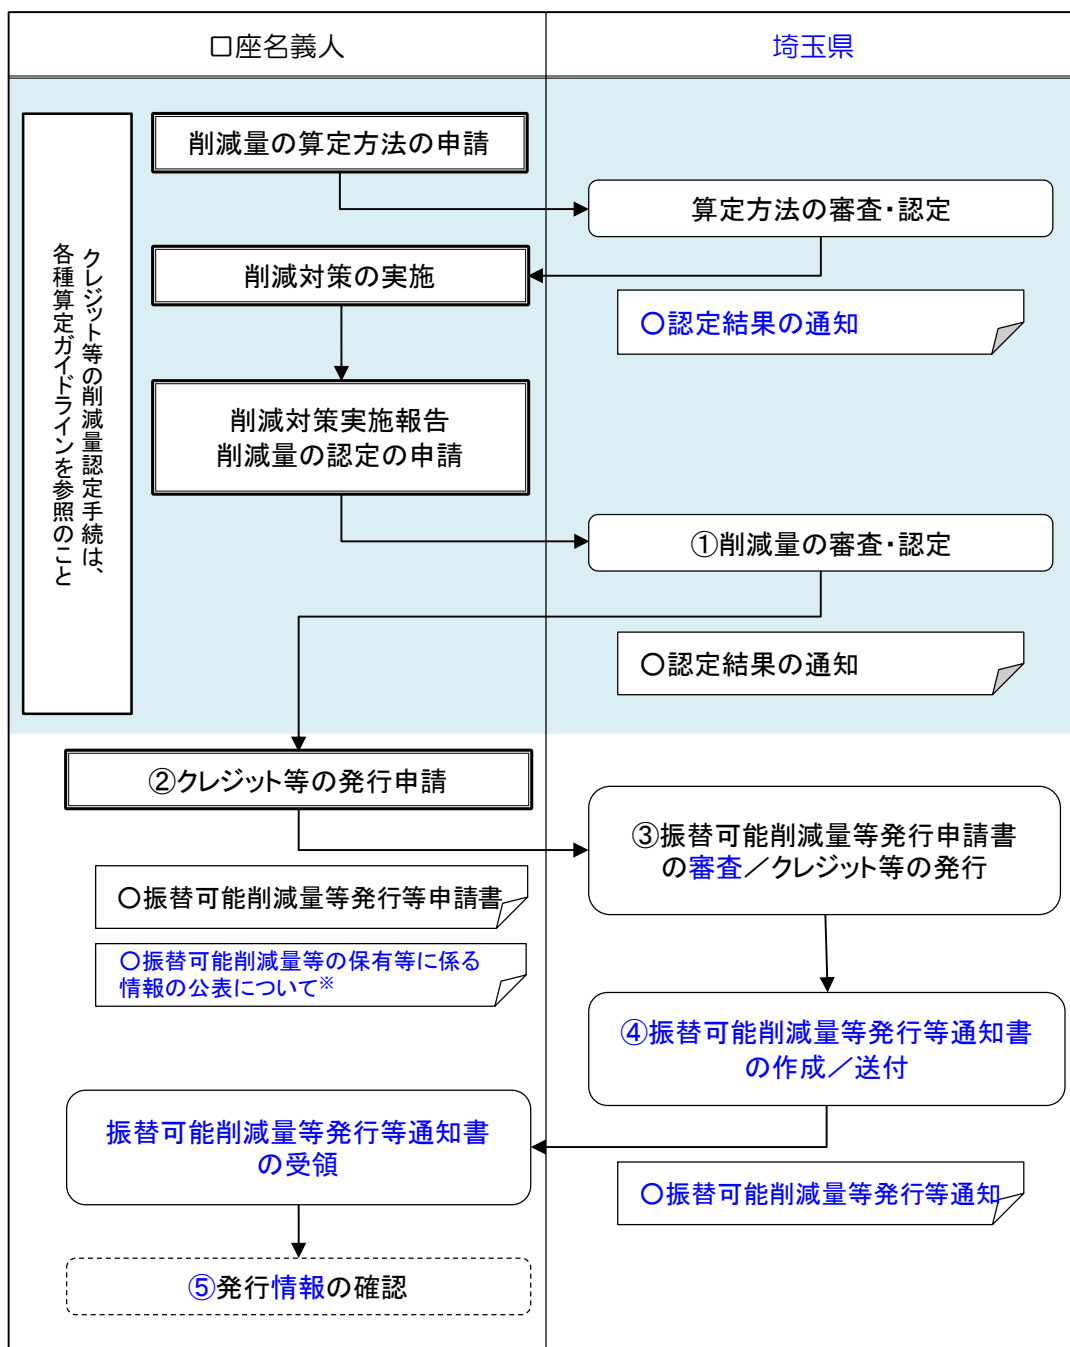 口座名義人
埼玉県
クレジット等の削減量認定手続は、
各種算定ガイドラインを参照のこと
削減量の算定方法の申請
算定方法の審査・認定
削減対策の実施
〇認定結果の通知
削減対策実施報告
削減量の認定の申請
①削減量の審査・認定
〇認定結果の通知
②クレジット等の発行申請
③振替可能削減量等発行申請書
の審査／クレジット等の発行
〇振替可能削減量等発行等申請書
〇振替可能削減量等の保有等に係る
情報の公表について※
④振替可能削減量等発行等通知書
の作成／送付
振替可能削減量等発行等通知書
の受領
〇振替可能削減量等発行等通知
⑤発行情報の確認